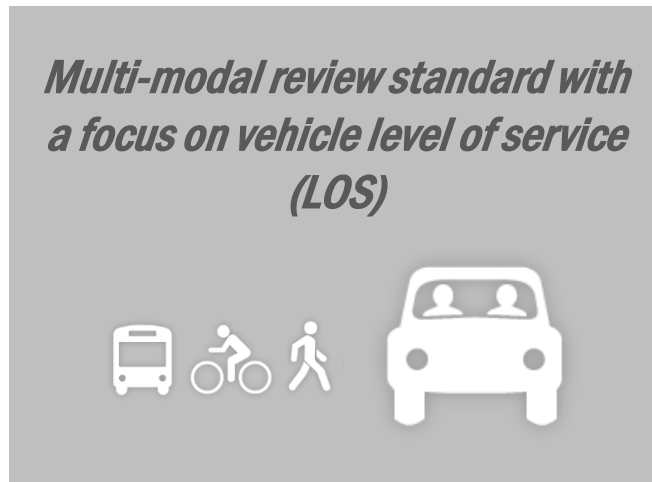 Multi-modal review standard with
a focus on vehicle level of service
(LOS)